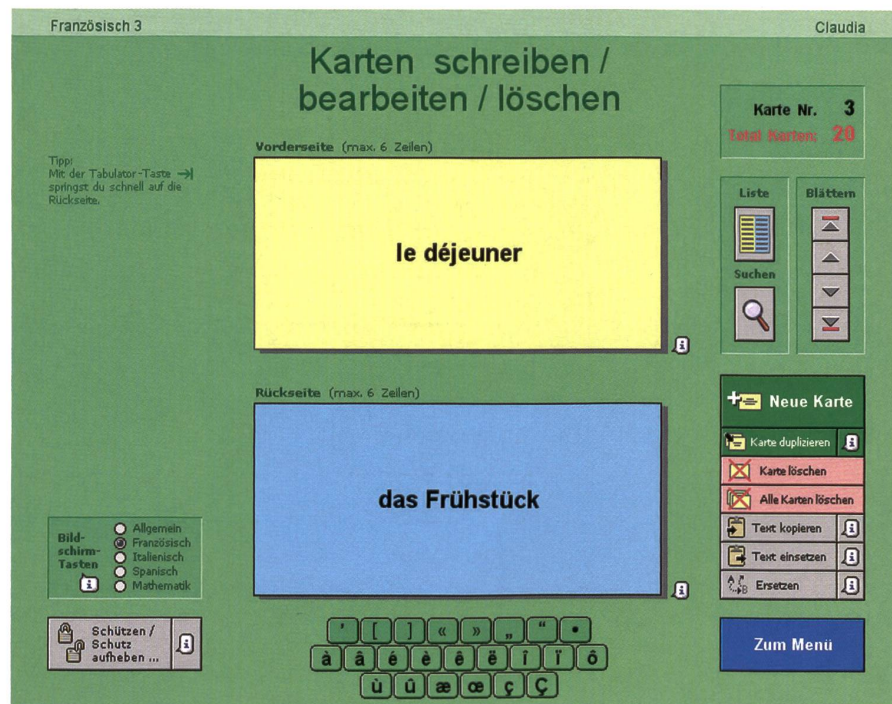 Französisch 3
Claudia
Karten schreiben /
bearbeiten / löschen
Karte Nr. 3
Total Karten: 20
Tipp:
Mit der Tabulator-Taste →|
springst du schnell auf die
Rückseite.
Vorderseite (max. 6 Zeilen)
le déjeuner
Liste
Blättern
Suchen
Rückseite (max. 6 Zeilen)
das Frühstück
Neue Karte
Karte duplizieren
Karte löschen
Alle Karten löschen
Text kopieren
Text einsetzen
Ersetzen
Bild-
schirm-
Tasten
Allgemein
Französisch
Italienisch
Spanisch
Mathematik
Schützen /
Schutz
aufheben ...
' [ ] « » „ “ •
à â é è ê ë î ï ô
ù û æ œ ç Ç
Zum Menü